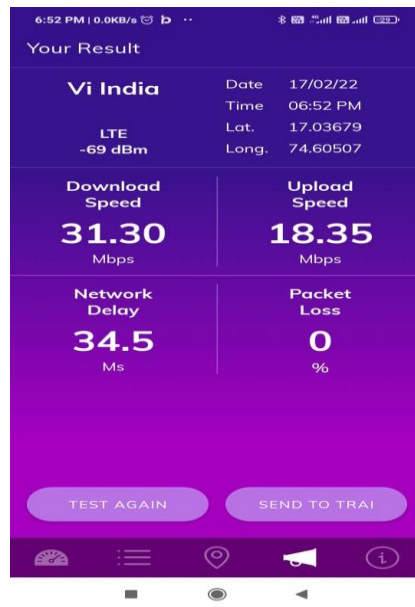 6:52 PM | 0.0KB/s
29
Your Result
Vi India
LTE
-69 dBm
Date 17/02/22
Time 06:52 PM
Lat. 17.03679
Long. 74.60507
Download
Speed
31.30
Mbps
Upload
Speed
18.35
Mbps
Network
Delay
34.5
Ms
Packet
Loss
0
%
TEST AGAIN
SEND TO TRAI